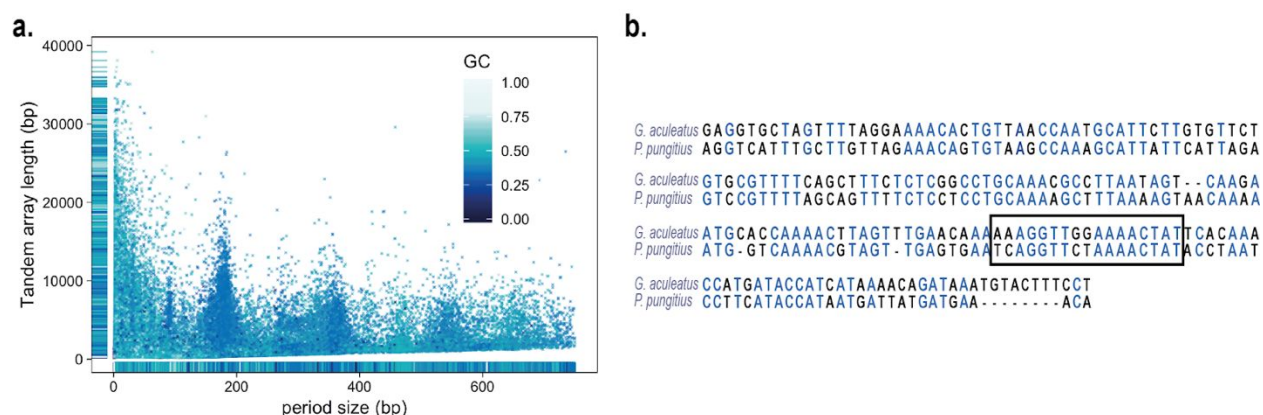 a.
40000
30000
20000
10000
0
Tandem array length (bp)
GC
1.00
0.75
0.50
0.25
0.00
0
200
400
600
period size (bp)
b.
G. aculeatus GAGGTGCTAGTTTTAGGAAAACACTGTTAACCAATGCATTCTTGTGTTCT
P. pungitius AGGTCATTTGCTTGTTAGAAACAGTGTAAGCCAAAGCATTATTCATTAGA
G. aculeatus GTGCGTTTTCAGCTTTCTCTCGGCCTGCAAACGCCTTAATAGT--CAAGA
P. pungitius GTCCGTTTTAGCAGTTTTCTCCTCCTGCAAAAGCTTTAAAAGTAACAAAA
G. aculeatus ATGCACCAAAACTTAGTTTGAACAAAAAAGGTTGGAAAACTATTCACAAA
P. pungitius ATG-GTCAAAACGTAGT-TGAGTGAATCAGGTTCTAAAACTATACCTAAT
G. aculeatus CCATGATACCATCATAAAACAGATAAATGTACTTTCCT
P. pungitius CCTTCATACCATAATGATTATGATGAA--------ACA